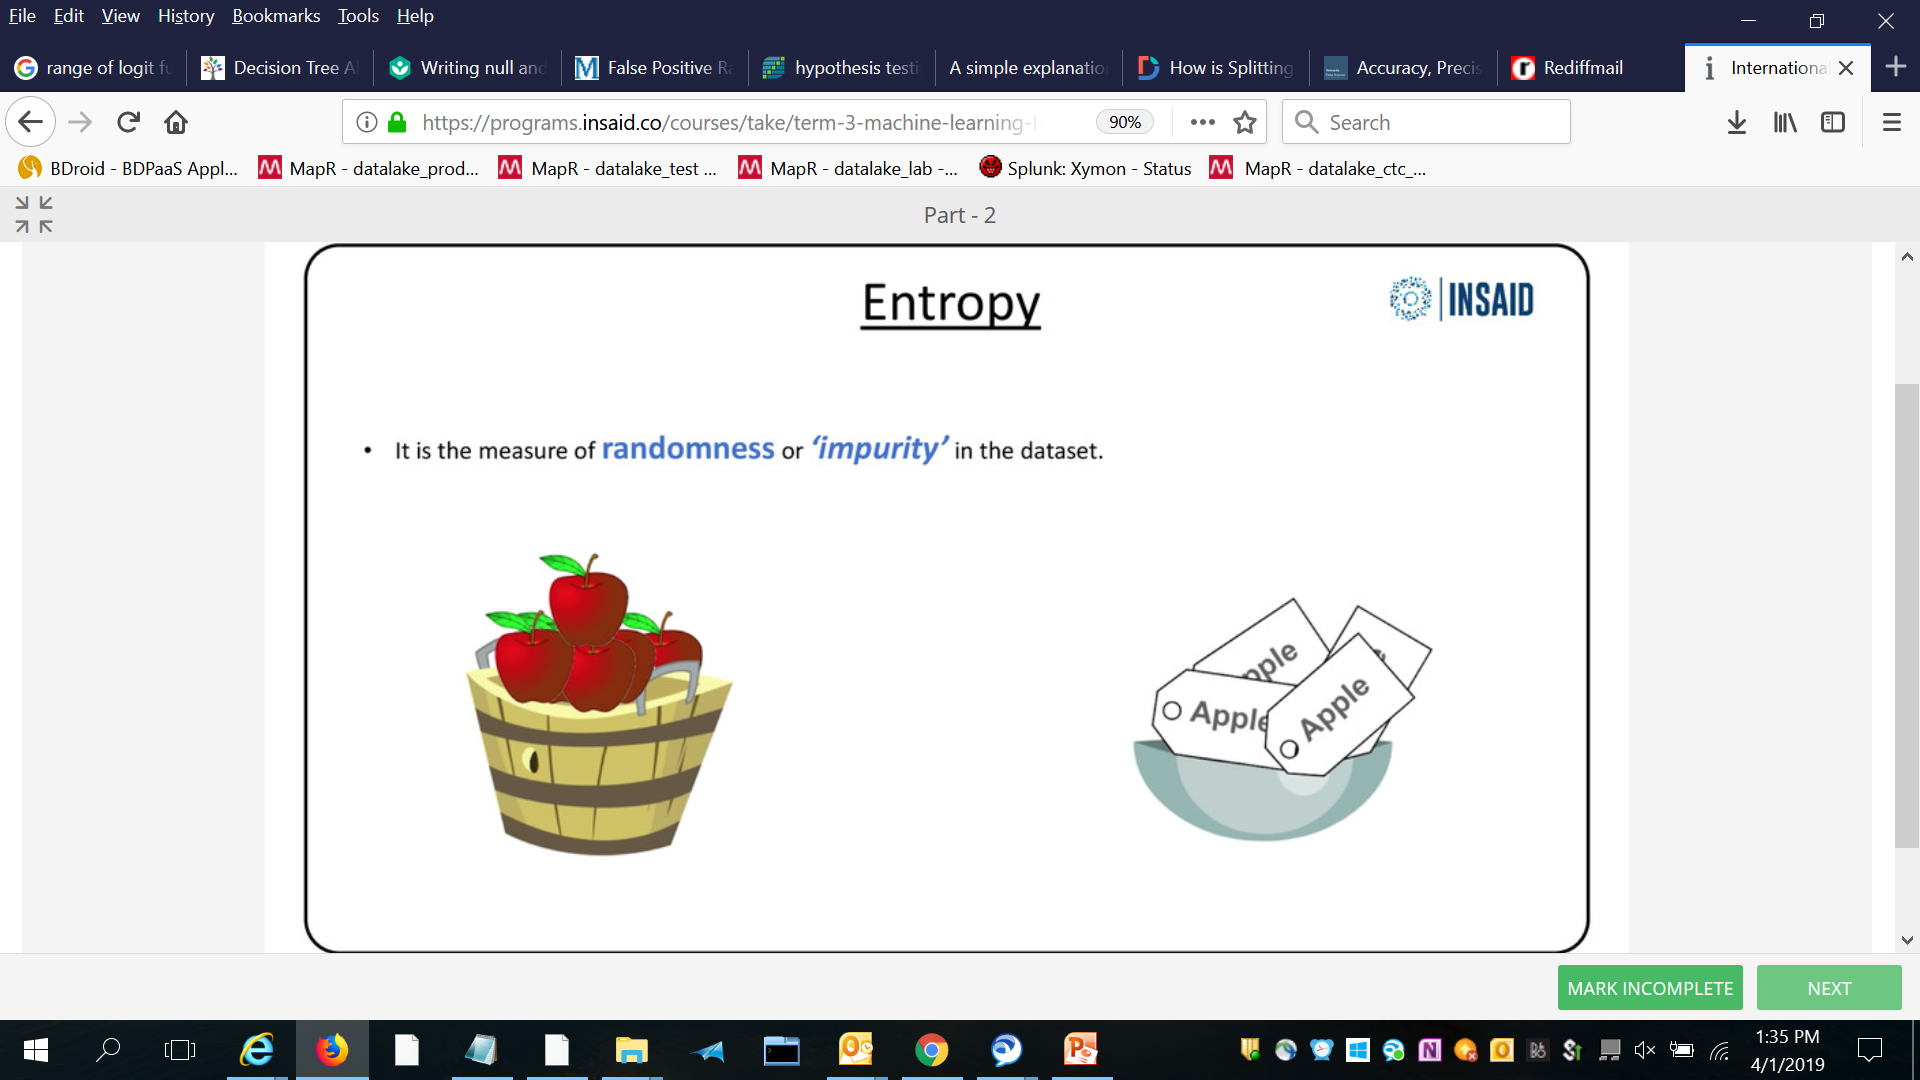 File Edit View History Bookmarks Tools Help
range of logit fu
Decision Tree Al
Writing null and
False Positive Ra
hypothesis testi
A simple explanatio
How is Splitting
Accuracy, Precis
Rediffmail
Internationa
https://programs.insaid.co/courses/take/term-3-machine-learning-l
90%
Search
BDroid - BDPaaS Appl...
MapR - datalake_prod...
MapR - datalake_test ...
MapR - datalake_lab -...
Splunk: Xymon - Status
MapR - datalake_ctc_...
Part - 2
Entropy
INSAID
• It is the measure of randomness or ‘impurity’ in the dataset.
pple
Apple
Apple
MARK INCOMPLETE
NEXT
1:35 PM
4/1/2019